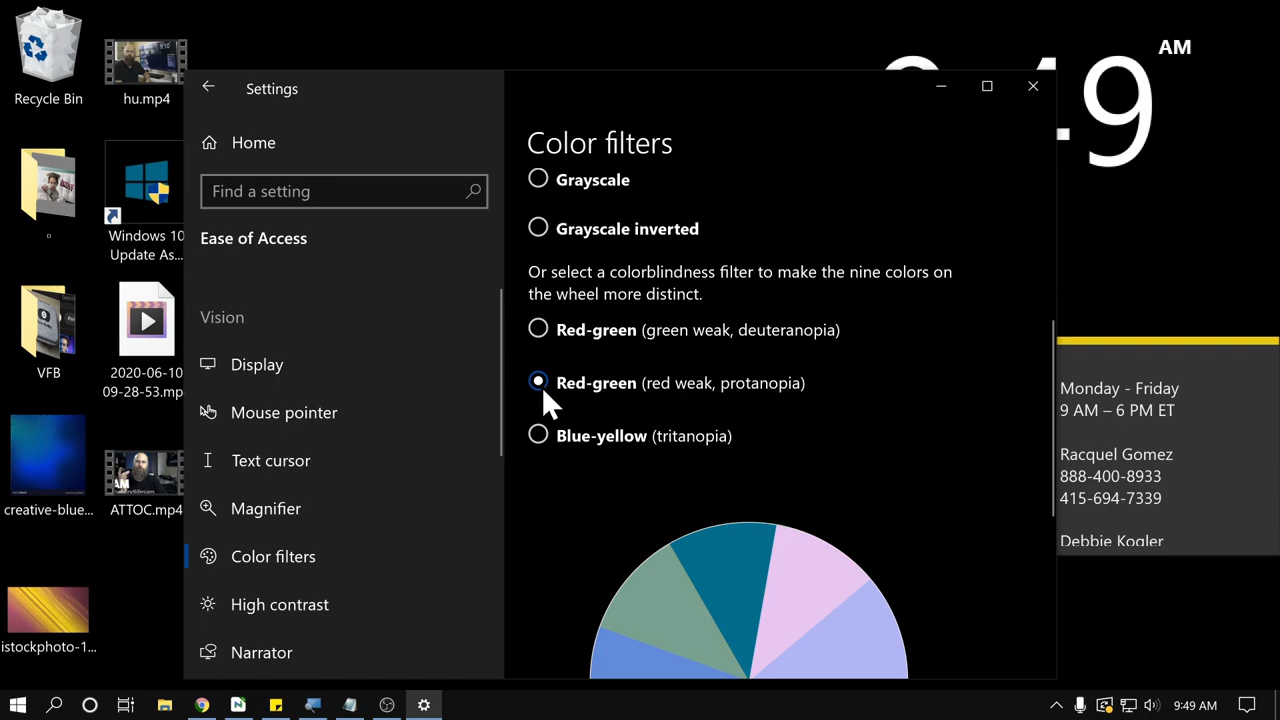 Recycle Bin
hu.mp4
Windows 10
Update As...
VFB
2020-06-10
09-28-53.mp
creative-blue...
ATTOC.mp4
istockphoto-1...
Settings
Home
Find a setting
Ease of Access
Vision
Display
Mouse pointer
Text cursor
Magnifier
Color filters
High contrast
Narrator
Color filters
Grayscale
Grayscale inverted
Or select a colorblindness filter to make the nine colors on
the wheel more distinct.
Red-green (green weak, deuteranopia)
Red-green (red weak, protanopia)
Blue-yellow (tritanopia)
AM
49
Monday - Friday
9 AM – 6 PM ET
Racquel Gomez
888-400-8933
415-694-7339
Debbie Kogler
9:49 AM